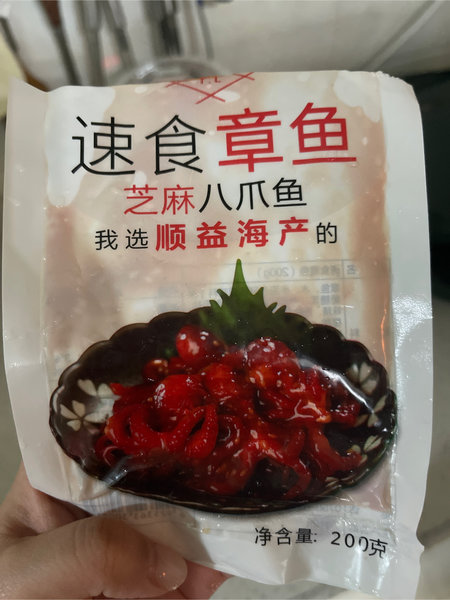 速食章鱼
芝麻八爪鱼
我选顺益海产的
净含量: 200克